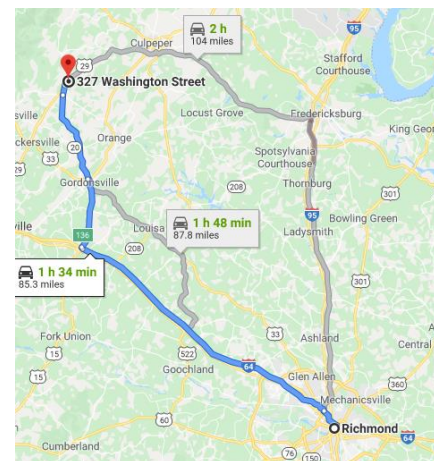 2 h
104 miles
Culpeper
29
95
Stafford
Courthouse
327 Washington Street
sville
Locust Grove
Fredericksburg
King Geor
Orange
ckersville
20
33
Spotsylvania
Courthouse
Gordonsville
208
Thornburg
95
Bowling Green
1 h 48 min
87.8 miles
Louisa
208
Ladysmith
ville
136
1 h 34 min
85.3 miles
301
Fork Union
33
Ashland
15
522
Central
Goochland
64
Glen Allen
360
15
Mechanicsville
60
Richmond
64
Cumberland
76
150